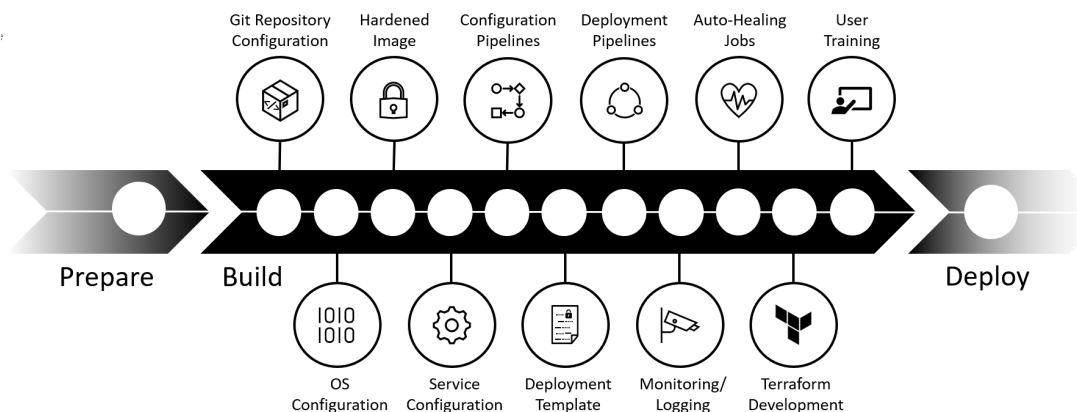 Git Repository
Configuration
Hardened
Image
Configuration
Pipelines
Deployment
Pipelines
Auto-Healing
Jobs
User
Training
Prepare
Build
Deploy
1010
1010
OS
Configuration
Service
Configuration
Deployment
Template
Monitoring/
Logging
Terraform
Development